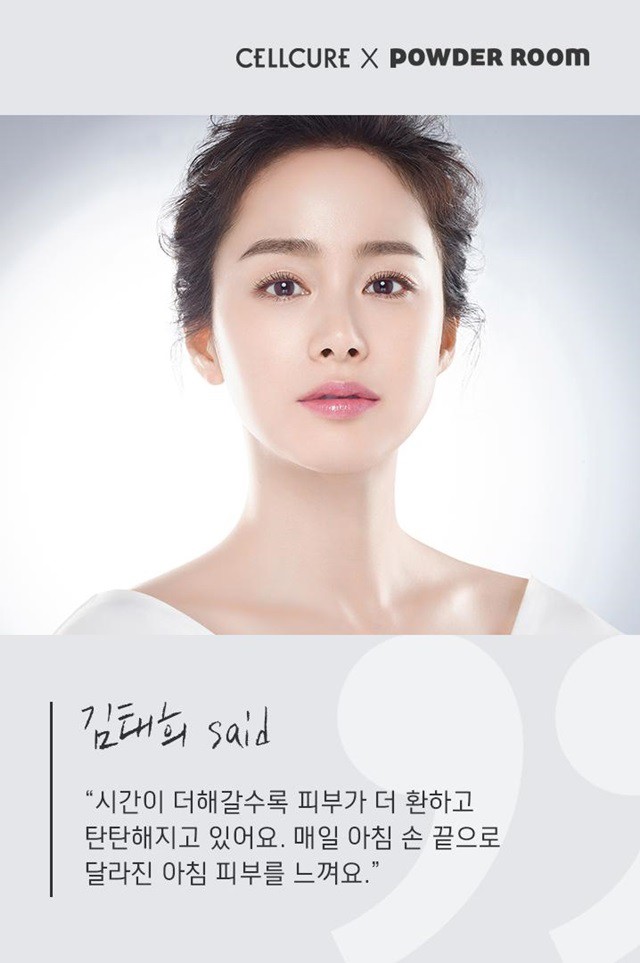 CELLCURE X POWDER ROOM
김태희 said
“시간이 더해갈수록 피부가 더 환하고
탄탄해지고 있어요. 매일 아침 손 끝으로
달라진 아침 피부를 느껴요.”